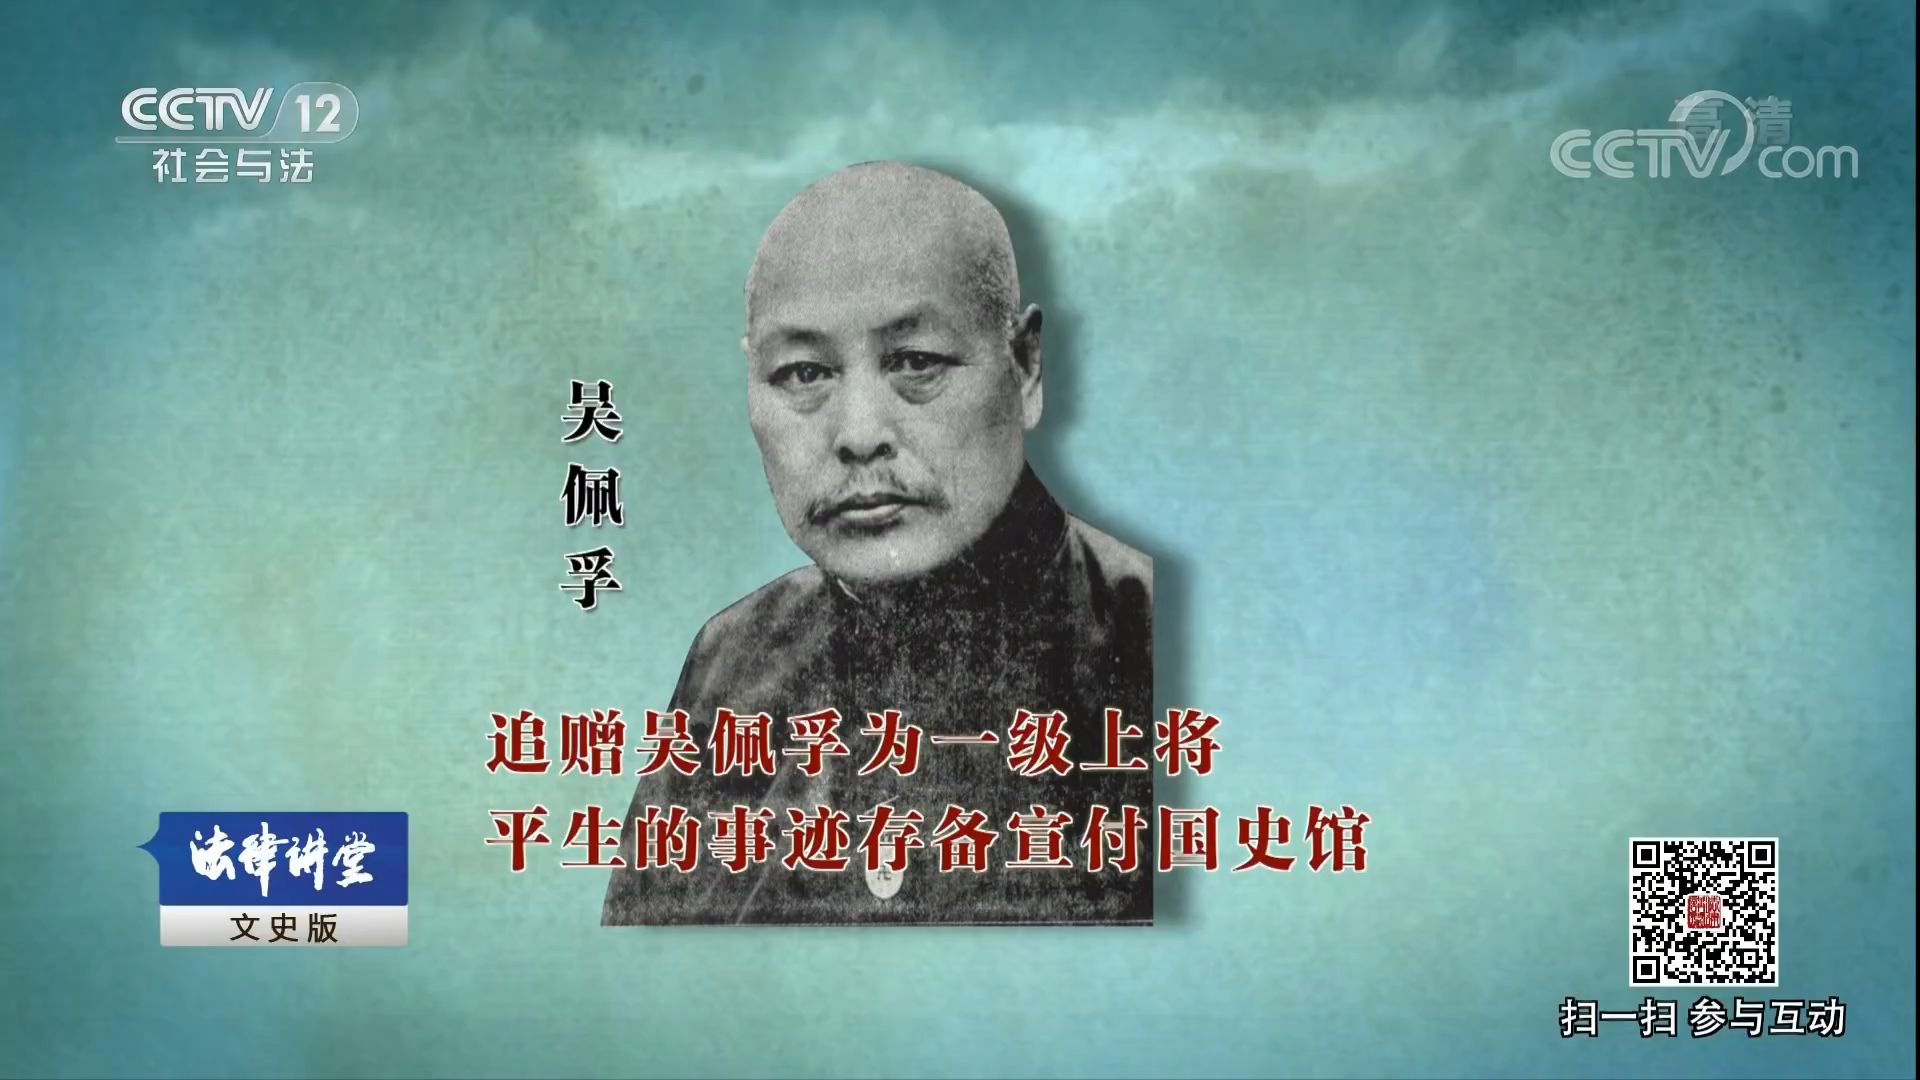 CCTV 12
社会与法
高清
CCTV.com
吴佩孚
追赠吴佩孚为一级上将
平生的事迹存备宣付国史馆
法律讲堂
文史版
扫一扫 参与互动